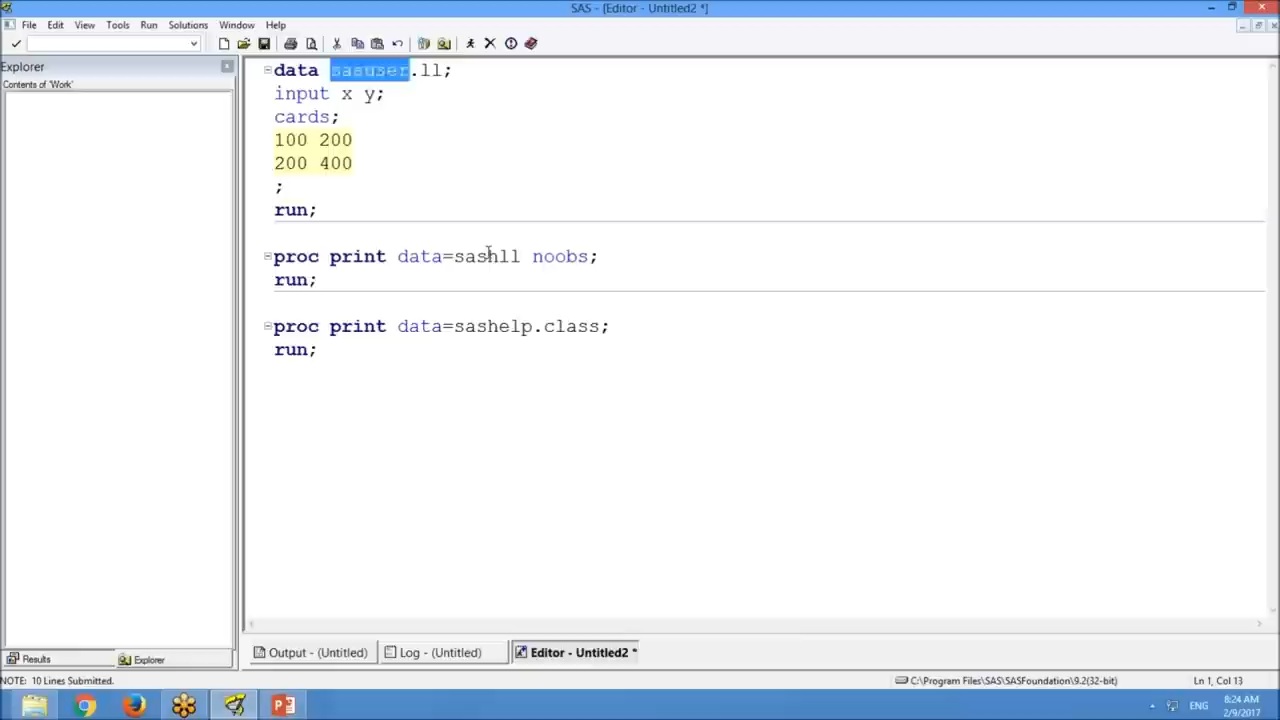 SAS - [Editor - Untitled2 *]
File Edit View Tools Run Solutions Window Help
Explorer
Contents of 'Work'
data sasuser.ll;
input x y;
cards;
100 200
200 400
;
run;
proc print data=sashll noobs;
run;
proc print data=sashelp.class;
run;
Results Explorer
Output - (Untitled) Log - (Untitled) Editor - Untitled2 *
NOTE: 10 Lines Submitted. C:\Program Files\SAS\SASFoundation\9.2(32-bit) Ln 1, Col 13
ENG
8:24 AM
2/9/2017